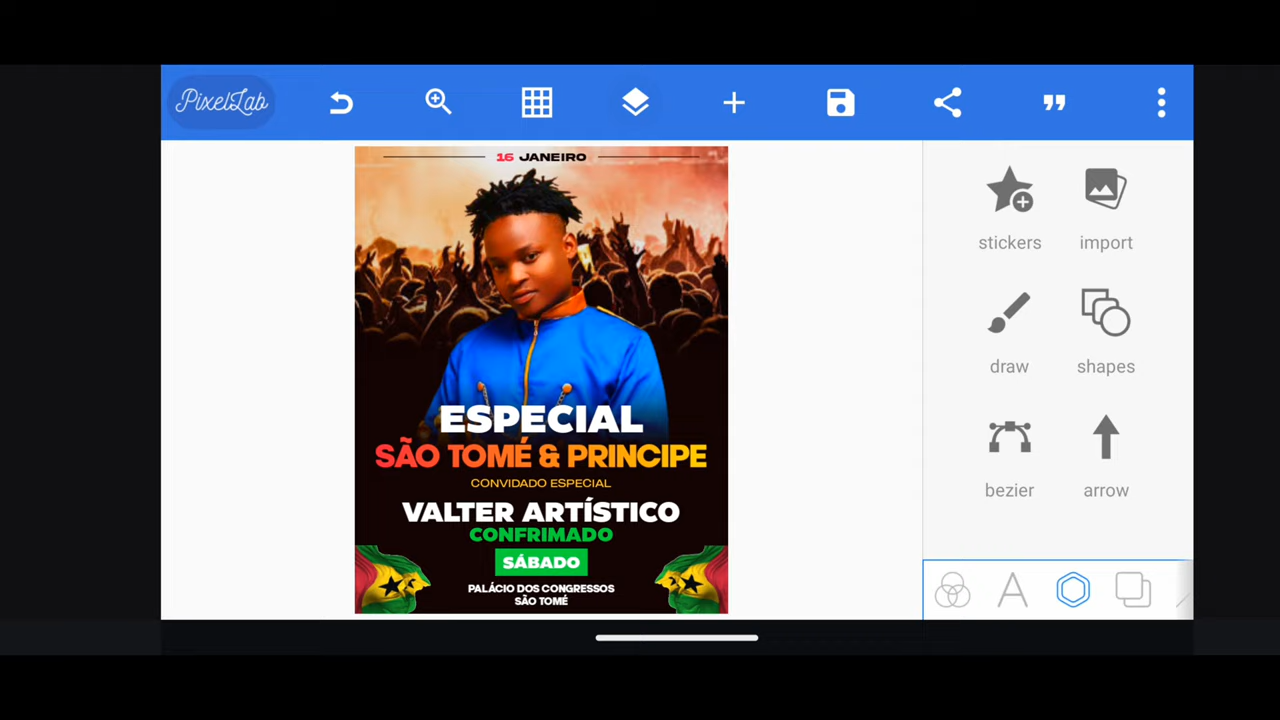 PixelLab
16 JANEIRO
ESPECIAL
SÃO TOMÉ & PRINCIPE
CONVIDADO ESPECIAL
VALTER ARTÍSTICO
CONFRIMADO
SÁBADO
PALÁCIO DOS CONGRESSOS
SÃO TOMÉ
stickers
import
draw
shapes
bezier
arrow